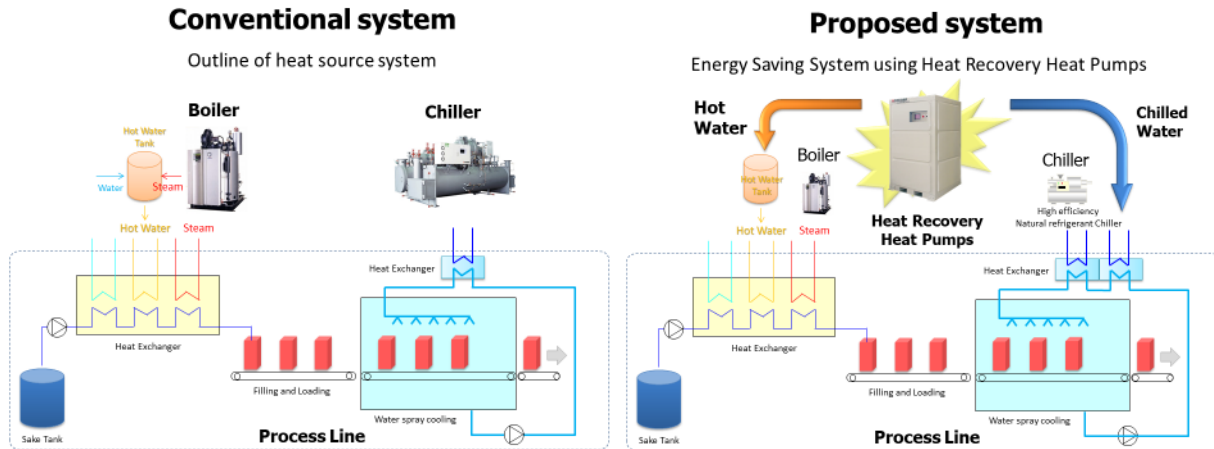 Conventional system
Outline of heat source system
Boiler
Chiller
Hot Water
Tank
Water
Steam
Hot Water
Steam
Heat Exchanger
Heat Exchanger
Filling and Loading
Water spray cooling
Sake Tank
Process Line
Proposed system
Energy Saving System using Heat Recovery Heat Pumps
Hot
Water
Chilled
Water
Boiler
Chiller
Hot Water
Tank
High efficiency
Natural refrigerant Chiller
Heat Recovery
Heat Pumps
Hot Water
Steam
Heat Exchanger
Heat Exchanger
Filling and Loading
Water spray cooling
Sake Tank
Process Line